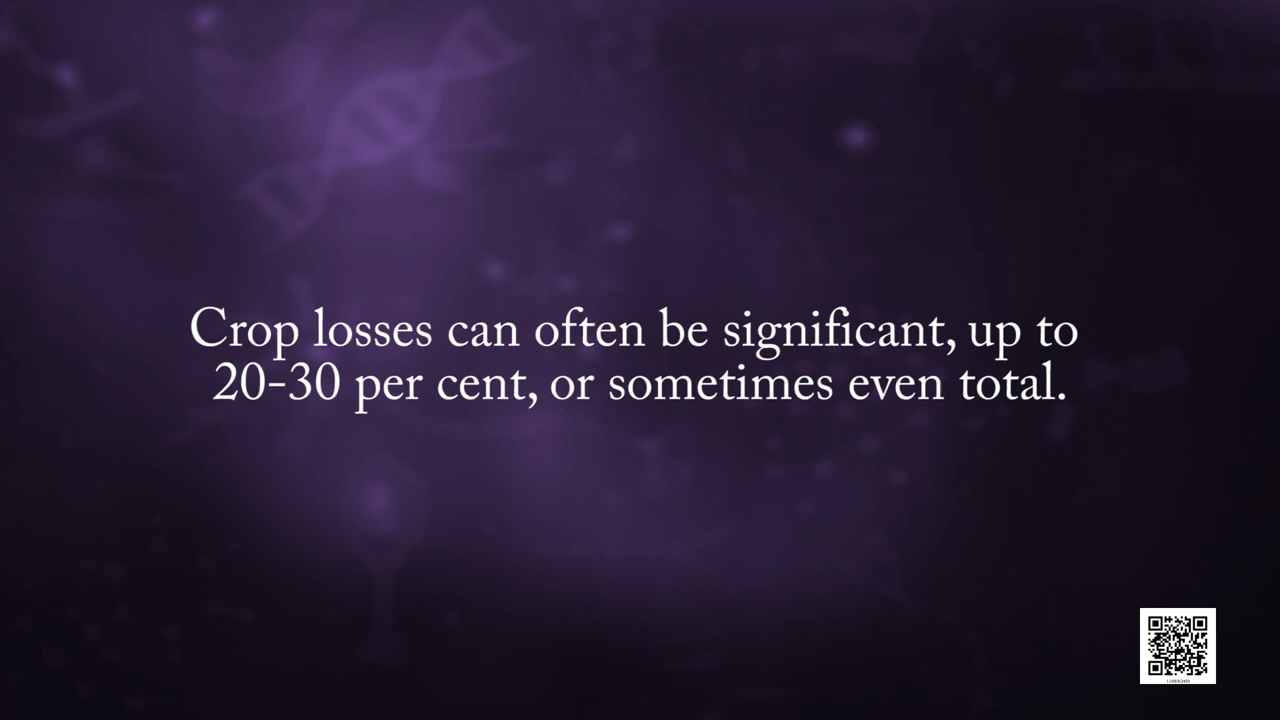 Crop losses can often be significant, up to
20-30 per cent, or sometimes even total.